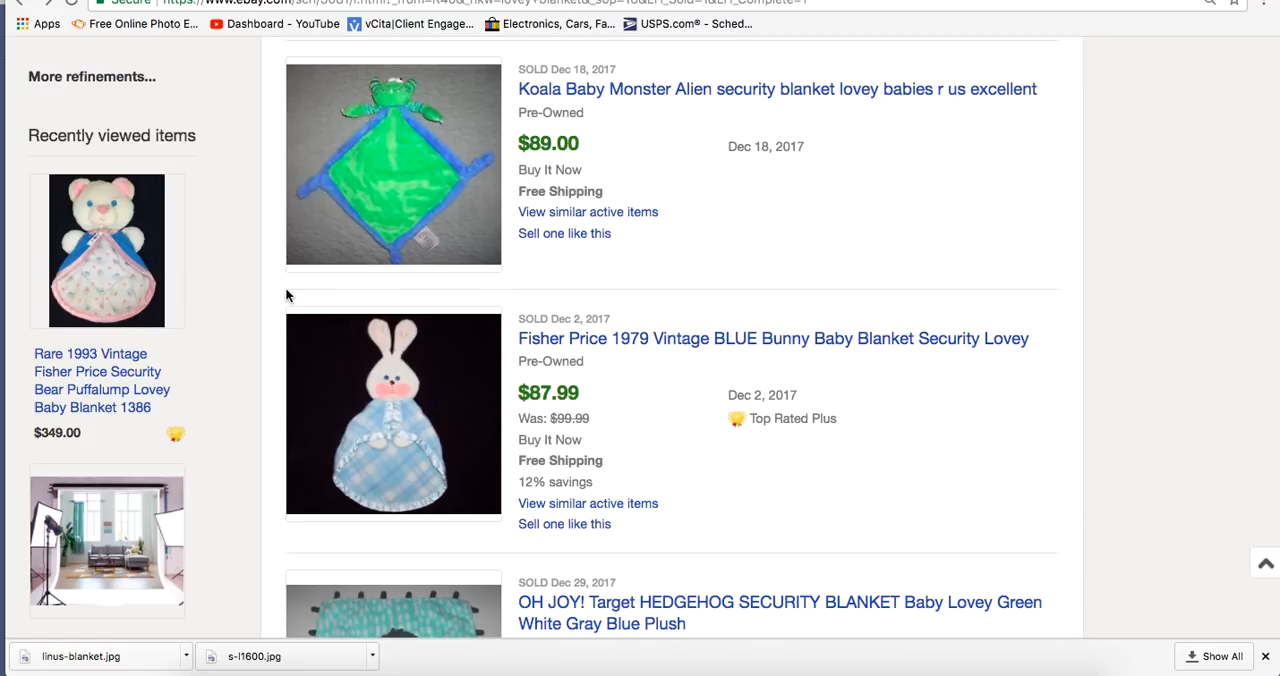 Secure
https://www.ebay.com/sch/
Apps
Free Online Photo E...
Dashboard - YouTube
vCita|Client Engage...
Electronics, Cars, Fa...
USPS.com® - Sched...
More refinements...
Recently viewed items
Rare 1993 Vintage
Fisher Price Security
Bear Puffalump Lovey
Baby Blanket 1386
$349.00
SOLD Dec 18, 2017
Koala Baby Monster Alien security blanket lovey babies r us excellent
Pre-Owned
$89.00
Dec 18, 2017
Buy It Now
Free Shipping
View similar active items
Sell one like this
SOLD Dec 2, 2017
Fisher Price 1979 Vintage BLUE Bunny Baby Blanket Security Lovey
Pre-Owned
$87.99
Dec 2, 2017
Was: $99.99
Top Rated Plus
Buy It Now
Free Shipping
12% savings
View similar active items
Sell one like this
SOLD Dec 29, 2017
OH JOY! Target HEDGEHOG SECURITY BLANKET Baby Lovey Green
White Gray Blue Plush
linus-blanket.jpg
s-l1600.jpg
Show All